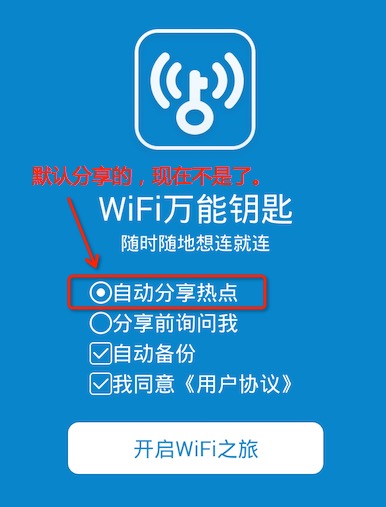 默认分享的，现在不是了。
WiFi万能钥匙
随时随地想连就连
自动分享热点
分享前询问我
自动备份
我同意《用户协议》
开启WiFi之旅